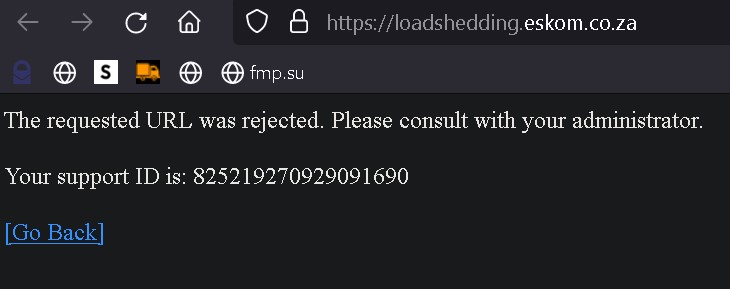 https://loadshedding.eskom.co.za
S
fmp.su
The requested URL was rejected. Please consult with your administrator.
Your support ID is: 825219270929091690
[Go Back]